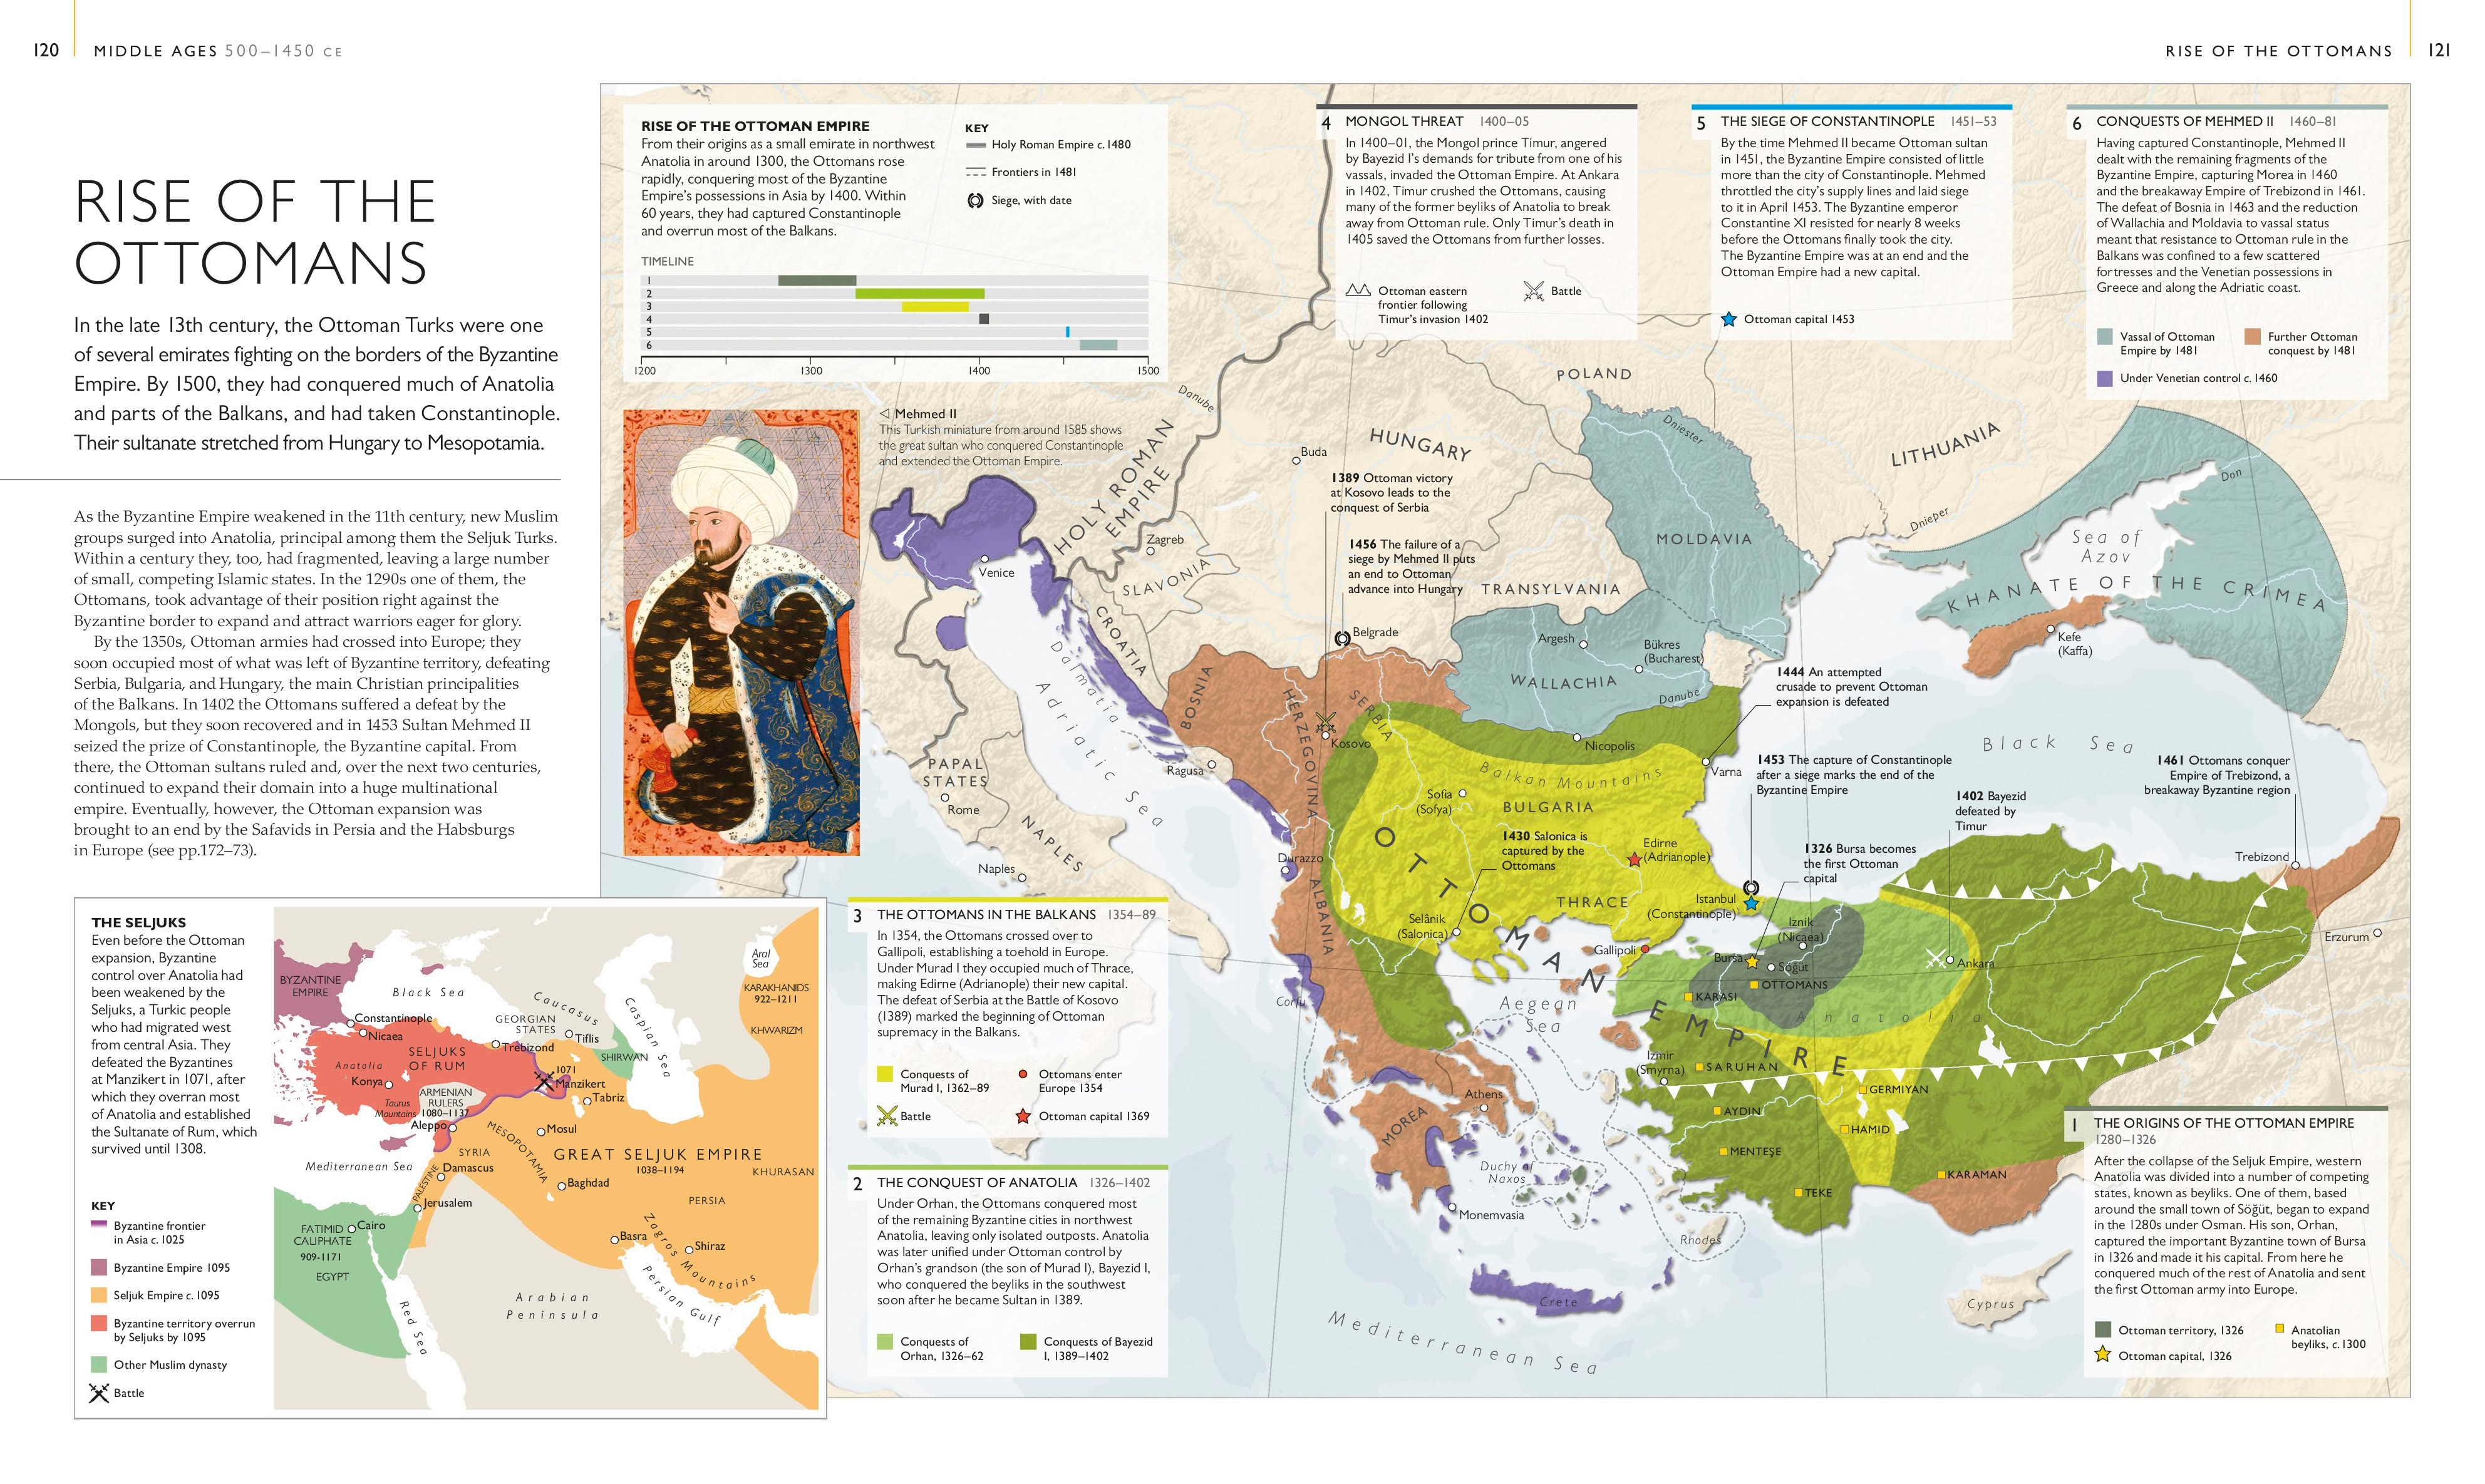 120
MIDDLE AGES 500–1450 CE
RISE OF THE OTTOMANS
121
RISE OF THE
OTTOMANS
In the late 13th century, the Ottoman Turks were one
of several emirates fighting on the borders of the Byzantine
Empire. By 1500, they had conquered much of Anatolia
and parts of the Balkans, and had taken Constantinople.
Their sultanate stretched from Hungary to Mesopotamia.
As the Byzantine Empire weakened in the 11th century, new Muslim
groups surged into Anatolia, principal among them the Seljuk Turks.
Within a century they, too, had fragmented, leaving a large number
of small, competing Islamic states. In the 1290s one of them, the
Ottomans, took advantage of their position right against the
Byzantine border to expand and attract warriors eager for glory.
By the 1350s, Ottoman armies had crossed into Europe; they
soon occupied most of what was left of Byzantine territory, defeating
Serbia, Bulgaria, and Hungary, the main Christian principalities
of the Balkans. In 1402 the Ottomans suffered a defeat by the
Mongols, but they soon recovered and in 1453 Sultan Mehmed II
seized the prize of Constantinople, the Byzantine capital. From
there, the Ottoman sultans ruled and, over the next two centuries,
continued to expand their domain into a huge multinational
empire. Eventually, however, the Ottoman expansion was
brought to an end by the Safavids in Persia and the Habsburgs
in Europe (see pp.172–73).
RISE OF THE OTTOMAN EMPIRE
From their origins as a small emirate in northwest
Anatolia in around 1300, the Ottomans rose
rapidly, conquering most of the Byzantine
Empire's possessions in Asia by 1400. Within
60 years, they had captured Constantinople
and overrun most of the Balkans.
KEY
Holy Roman Empire c.1480
Frontiers in 1481
Siege, with date
TIMELINE
1
2
3
4
5
6
1200
1300
1400
1500
◁ Mehmed II
This Turkish miniature from around 1585 shows
the great sultan who conquered Constantinople
and extended the Ottoman Empire.
4 MONGOL THREAT 1400–05
In 1400–01, the Mongol prince Timur, angered
by Bayezid I's demands for tribute from one of his
vassals, invaded the Ottoman Empire. At Ankara
in 1402, Timur crushed the Ottomans, causing
many of the former beyliks of Anatolia to break
away from Ottoman rule. Only Timur's death in
1405 saved the Ottomans from further losses.
Ottoman eastern
frontier following
Timur's invasion 1402
Battle
5 THE SIEGE OF CONSTANTINOPLE 1451–53
By the time Mehmed II became Ottoman sultan
in 1451, the Byzantine Empire consisted of little
more than the city of Constantinople. Mehmed
throttled the city's supply lines and laid siege
to it in April 1453. The Byzantine emperor
Constantine XI resisted for nearly 8 weeks
before the Ottomans finally took the city.
The Byzantine Empire was at an end and the
Ottoman Empire had a new capital.
Ottoman capital 1453
6 CONQUESTS OF MEHMED II 1460–81
Having captured Constantinople, Mehmed II
dealt with the remaining fragments of the
Byzantine Empire, capturing Morea in 1460
and the breakaway Empire of Trebizond in 1461.
The defeat of Bosnia in 1463 and the reduction
of Wallachia and Moldavia to vassal status
meant that resistance to Ottoman rule in the
Balkans was confined to a few scattered
fortresses and the Venetian possessions in
Greece and along the Adriatic coast.
Vassal of Ottoman
Empire by 1481
Further Ottoman
conquest by 1481
Under Venetian control c.1460
Danube
POLAND
Dniester
LITHUANIA
HUNGARY
HOLY ROMAN
EMPIRE
Buda
1389 Ottoman victory
at Kosovo leads to the
conquest of Serbia
Don
Dnieper
Sea of
Azov
MOLDAVIA
Zagreb
1456 The failure of a
siege by Mehmed II puts
an end to Ottoman
advance into Hungary
Venice
SLAVONIA
TRANSYLVANIA
KHANATE OF THE CRIMEA
CROATIA
Belgrade
Argesh
Bükres
(Bucharest)
Kefe
(Kaffa)
Dalmatia
Adriatic Sea
BOSNIA
HERZEGOVINA
SERBIA
WALLACHIA
Danube
1444 An attempted
crusade to prevent Ottoman
expansion is defeated
Kosovo
Nicopolis
Black Sea
PAPAL
STATES
Rome
Ragusa
Balkan Mountains
Varna
1453 The capture of Constantinople
after a siege marks the end of the
Byzantine Empire
1461 Ottomans conquer
Empire of Trebizond, a
breakaway Byzantine region
Sofia
(Sofya)
BULGARIA
1402 Bayezid
defeated by
Timur
NAPLES
Naples
1430 Salonica is
captured by the
Ottomans
Edirne
(Adrianople)
1326 Bursa becomes
the first Ottoman
capital
Durazzo
ALBANIA
Trebizond
THRACE
Istanbul
(Constantinople)
Selânik
(Salonica)
OTTOMAN EMPIRE
Iznik
(Nicaea)
Erzurum
Gallipoli
Bursa
Söğut
Ankara
OTTOMANS
KARASI
Corfu
Aegean
Sea
Anatolia
Izmir
(Smyrna)
SARUHAN
GERMIYAN
Athens
MOREA
AYDIN
HAMID
MENTEŞE
KARAMAN
TEKE
Duchy of
Naxos
Monemvasia
Rhodes
Crete
Cyprus
Mediterranean Sea
3 THE OTTOMANS IN THE BALKANS 1354–89
In 1354, the Ottomans crossed over to
Gallipoli, establishing a toehold in Europe.
Under Murad I they occupied much of Thrace,
making Edirne (Adrianople) their new capital.
The defeat of Serbia at the Battle of Kosovo
(1389) marked the beginning of Ottoman
supremacy in the Balkans.
Conquests of
Murad I, 1362–89
Ottomans enter
Europe 1354
Battle
Ottoman capital 1369
2 THE CONQUEST OF ANATOLIA 1326–1402
Under Orhan, the Ottomans conquered most
of the remaining Byzantine cities in northwest
Anatolia, leaving only isolated outposts. Anatolia
was later unified under Ottoman control by
Orhan's grandson (the son of Murad I), Bayezid I,
who conquered the beyliks in the southwest
soon after he became Sultan in 1389.
Conquests of
Orhan, 1326–62
Conquests of Bayezid
I, 1389–1402
1 THE ORIGINS OF THE OTTOMAN EMPIRE
1280–1326
After the collapse of the Seljuk Empire, western
Anatolia was divided into a number of competing
states, known as beyliks. One of them, based
around the small town of Söğüt, began to expand
in the 1280s under Osman. His son, Orhan,
captured the important Byzantine town of Bursa
in 1326 and made it his capital. From here he
conquered much of the rest of Anatolia and sent
the first Ottoman army into Europe.
Ottoman territory, 1326
Anatolian
beyliks, c.1300
Ottoman capital, 1326
THE SELJUKS
Even before the Ottoman
expansion, Byzantine
control over Anatolia had
been weakened by the
Seljuks, a Turkic people
who had migrated west
from central Asia. They
defeated the Byzantines
at Manzikert in 1071, after
which they overran most
of Anatolia and established
the Sultanate of Rum, which
survived until 1308.
KEY
Byzantine frontier
in Asia c.1025
Byzantine Empire 1095
Seljuk Empire c.1095
Byzantine territory overrun
by Seljuks by 1095
Other Muslim dynasty
Battle
BYZANTINE
EMPIRE
Black Sea
Aral
Sea
KARAKHANIDS
922–1211
Caucasus
Caspian Sea
Constantinople
Nicaea
GEORGIAN
STATES
Tiflis
KHWARIZM
Trebizond
SHIRWAN
Anatolia
SELJUKS
OF RUM
Konya
1071
Manzikert
ARMENIAN
RULERS
1080–1137
Taurus
Mountains
Tabriz
Aleppo
MESOPOTAMIA
Mosul
SYRIA
GREAT SELJUK EMPIRE
1038–1194
Mediterranean Sea
Damascus
KHURASAN
PALESTINE
Baghdad
Jerusalem
PERSIA
FATIMID
CALIPHATE
909-1171
Cairo
EGYPT
Basra
Zagros Mountains
Shiraz
Red Sea
Arabian
Peninsula
Persian Gulf